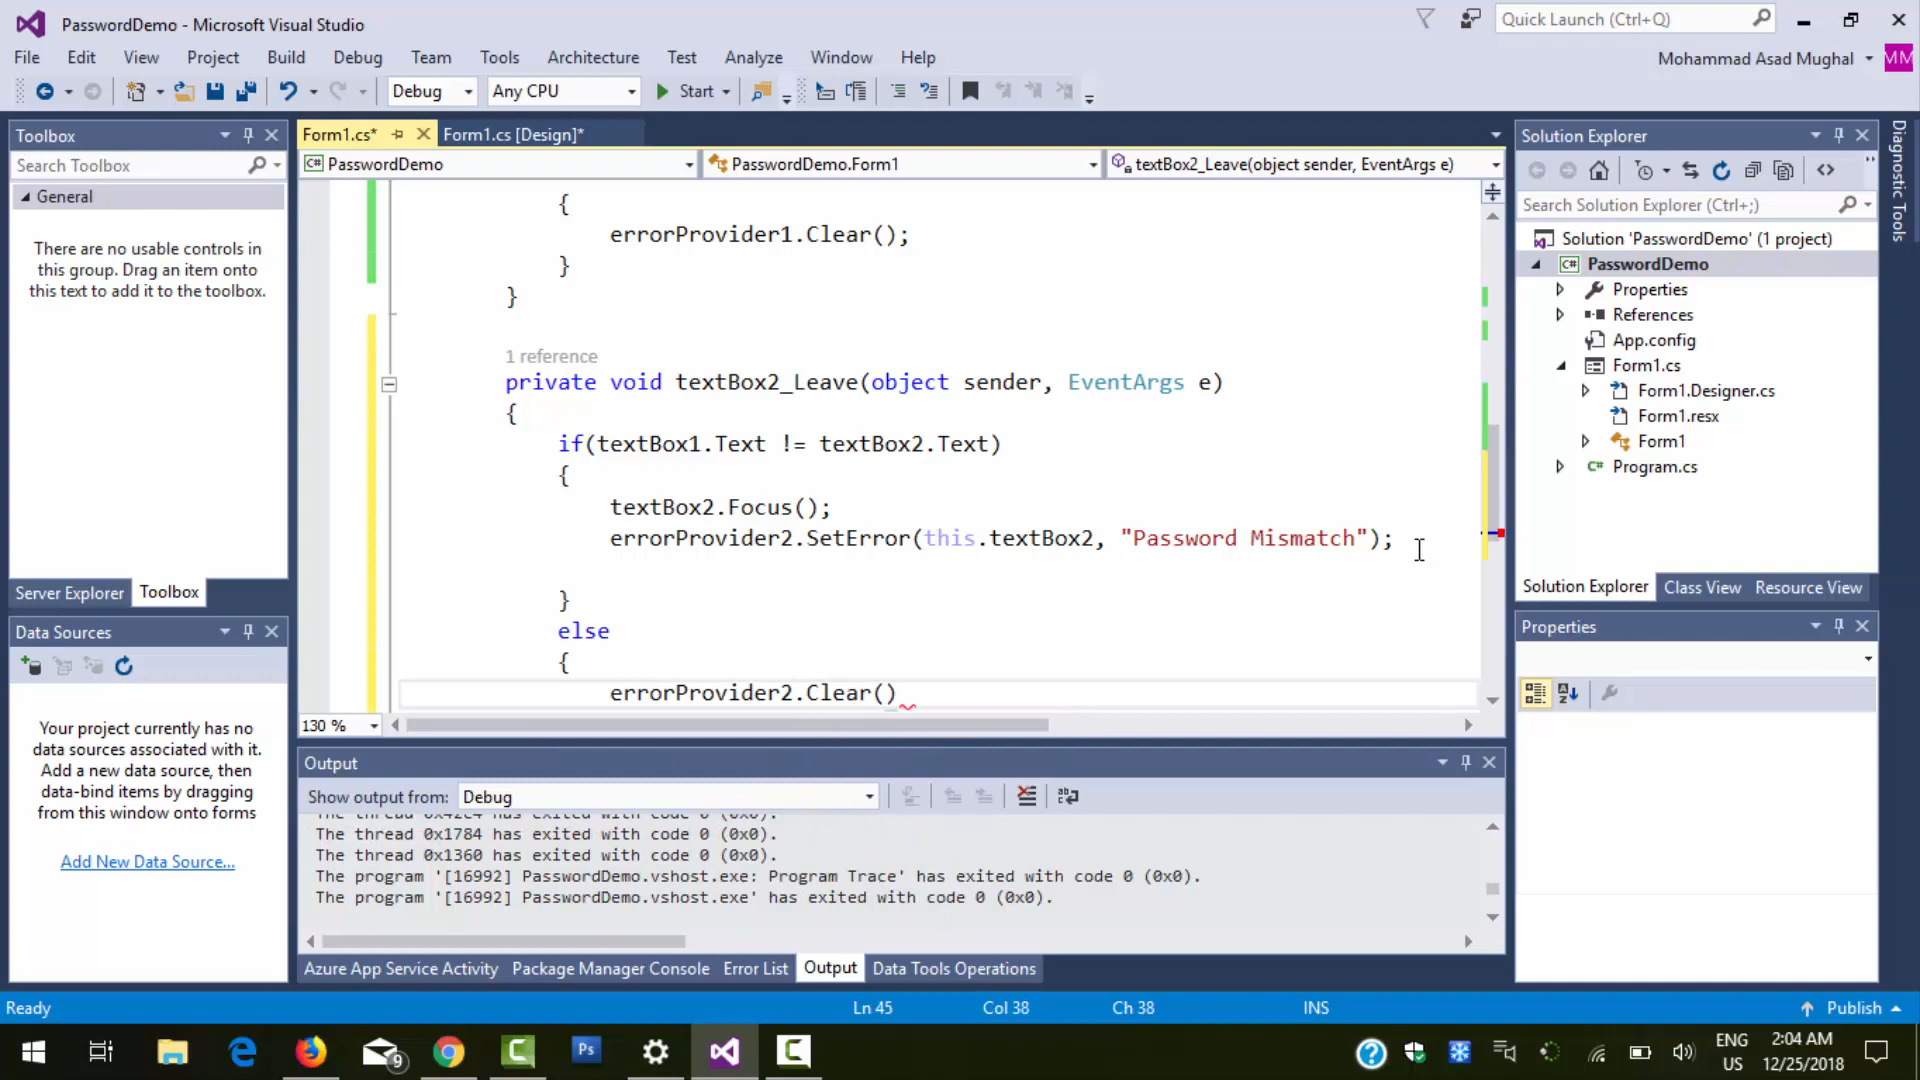 PasswordDemo - Microsoft Visual Studio
Quick Launch (Ctrl+Q)
File Edit View Project Build Debug Team Tools Architecture Test Analyze Window Help
Mohammad Asad Mughal MM
Debug Any CPU Start
Toolbox
Search Toolbox
General
There are no usable controls in
this group. Drag an item onto
this text to add it to the toolbox.
Server Explorer Toolbox
Data Sources
Your project currently has no
data sources associated with it.
Add a new data source, then
data-bind items by dragging
from this window onto forms
Add New Data Source...
Form1.cs* Form1.cs [Design]*
PasswordDemo PasswordDemo.Form1 textBox2_Leave(object sender, EventArgs e)
{
errorProvider1.Clear();
}
}
1 reference
private void textBox2_Leave(object sender, EventArgs e)
{
if(textBox1.Text != textBox2.Text)
{
textBox2.Focus();
errorProvider2.SetError(this.textBox2, "Password Mismatch");
}
else
{
errorProvider2.Clear()
130 %
Output
Show output from: Debug
The thread 0x42c4 has exited with code 0 (0x0).
The thread 0x1784 has exited with code 0 (0x0).
The thread 0x1360 has exited with code 0 (0x0).
The program '[16992] PasswordDemo.vshost.exe: Program Trace' has exited with code 0 (0x0).
The program '[16992] PasswordDemo.vshost.exe' has exited with code 0 (0x0).
Azure App Service Activity Package Manager Console Error List Output Data Tools Operations
Solution Explorer
Search Solution Explorer (Ctrl+;)
Solution 'PasswordDemo' (1 project)
C# PasswordDemo
Properties
References
App.config
Form1.cs
Form1.Designer.cs
Form1.resx
Form1
C# Program.cs
Solution Explorer Class View Resource View
Properties
Diagnostic Tools
Ready Ln 45 Col 38 Ch 38 INS Publish
9 Ps
ENG
US
2:04 AM
12/25/2018